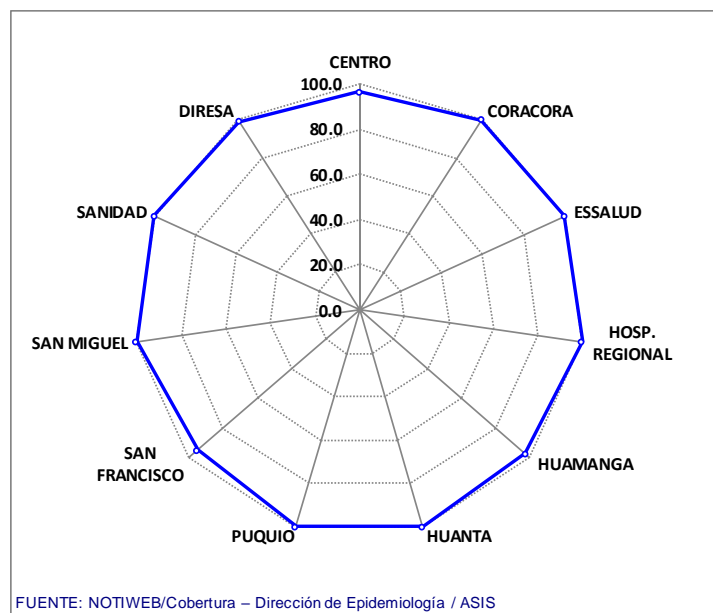 CENTRO
100.0
CORACORA
DIRESA
80.0
60.0
SANIDAD
ESSALUD
40.0
20.0
0.0
SAN MIGUEL
HOSP.
REGIONAL
SAN
FRANCISCO
HUAMANGA
PUQUIO
HUANTA
FUENTE: NOTIWEB/Cobertura – Dirección de Epidemiología / ASIS